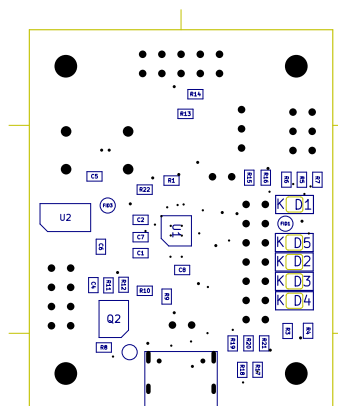 R14
R13
C5
R1
R22
R15
R16
R6
R5
R7
FID3
K D1
U2
C2
C7
U1
FID1
C6
C1
K D5
K D2
C8
K D3
C4
R11
R12
R10
R9
K D4
Q2
R3
R4
R8
R19
R20
R21
R18